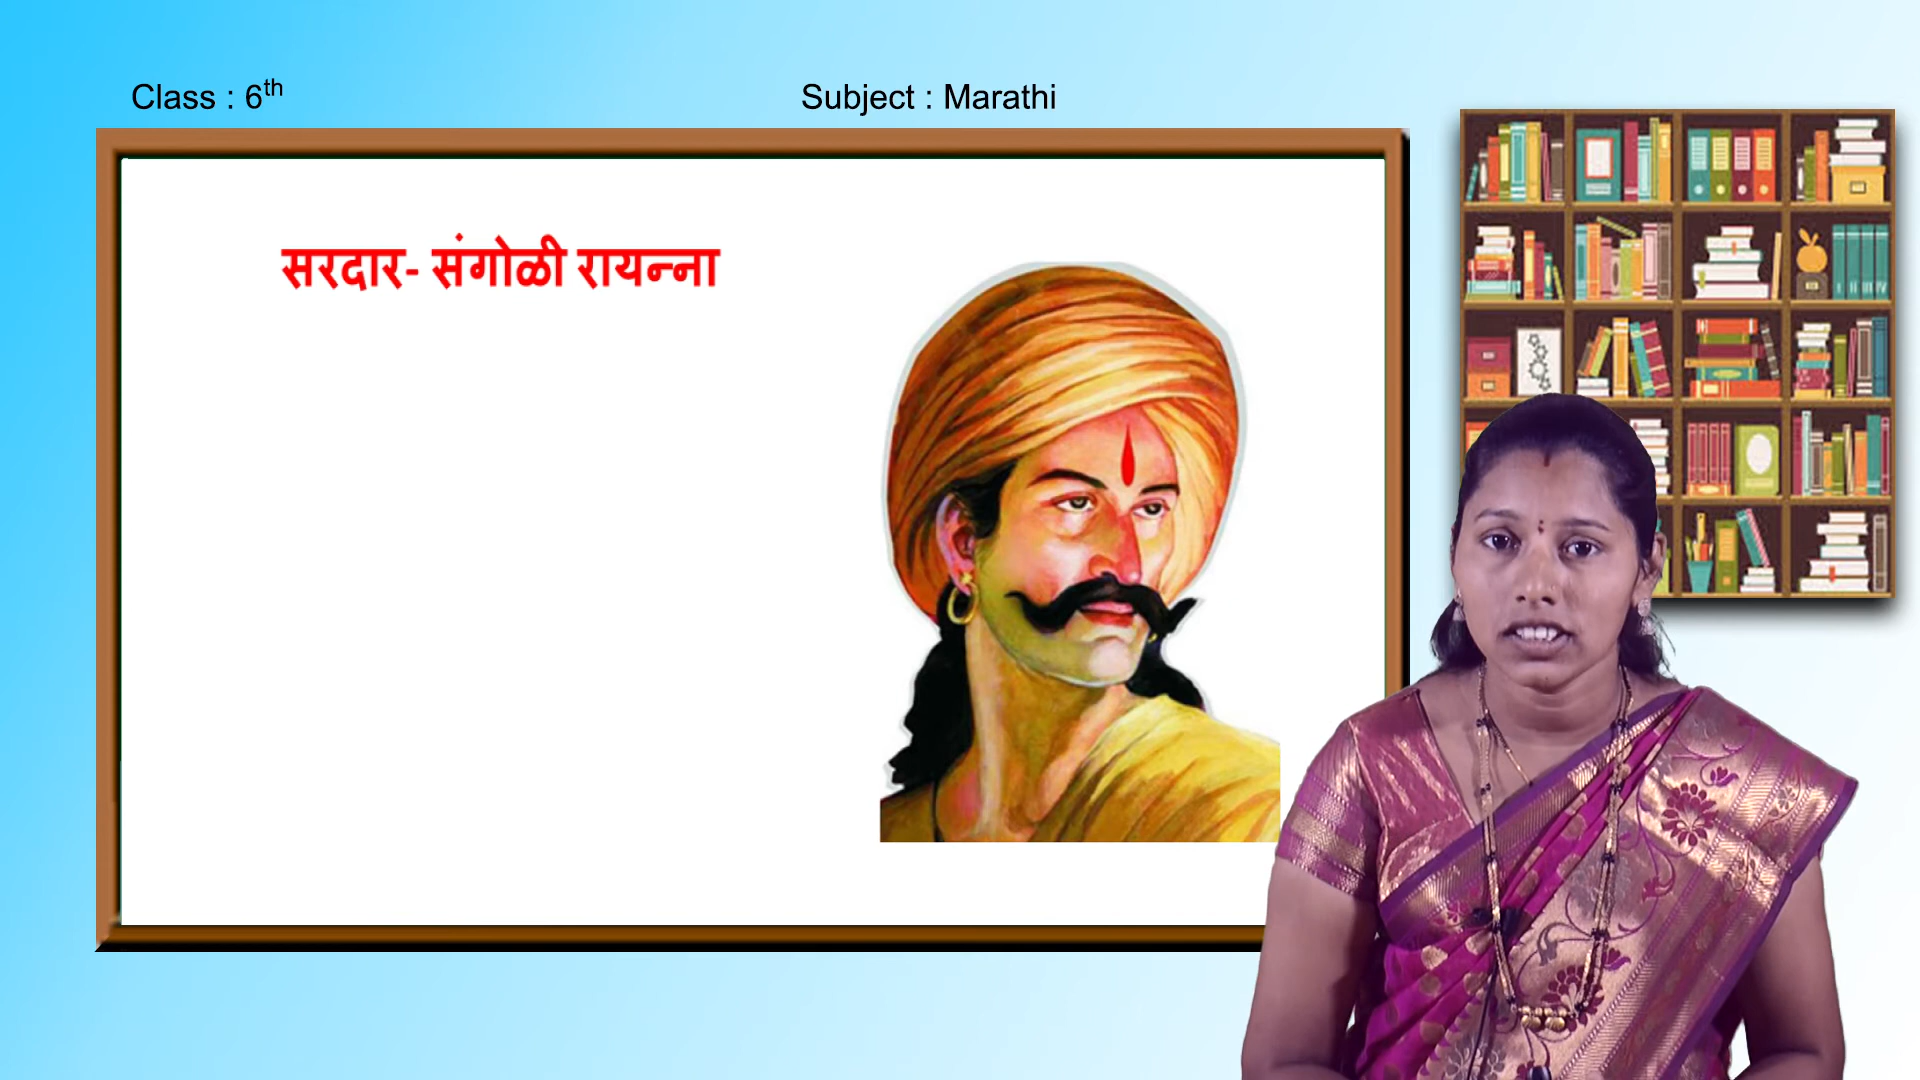 Class : 6th
Subject : Marathi
सरदार- संगोळी रायन्ना